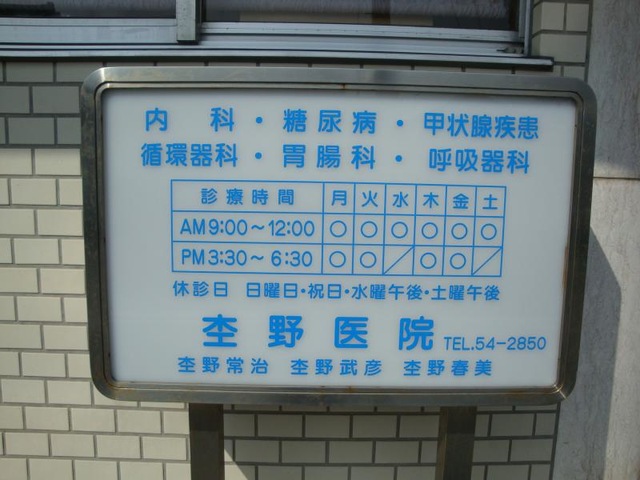 内科・糖尿病・甲状腺疾患
循環器科・胃腸科・呼吸器科
診療時間 月 火 水 木 金 土
AM9:00～12:00 ○ ○ ○ ○ ○ ○
PM3:30～6:30 ○ ○ ／ ○ ○ ／
休診日 日曜日・祝日・水曜午後・土曜午後
杢野医院 TEL.54-2850
杢野常治 杢野武彦 杢野春美